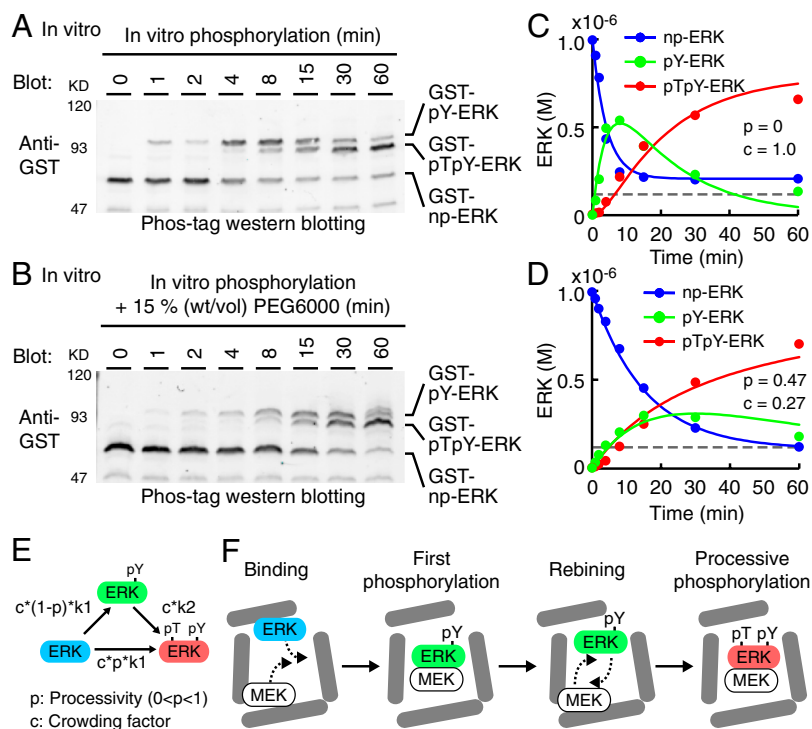 A In vitro
In vitro phosphorylation (min)
Blot: KD 0 1 2 4 8 15 30 60
120
93
47
Anti-
GST
GST-
pY-ERK
GST-
pTpY-ERK
GST-
np-ERK
Phos-tag western blotting
B In vitro
In vitro phosphorylation
+ 15 % (wt/vol) PEG6000 (min)
Blot: KD 0 1 2 4 8 15 30 60
120
93
47
Anti-
GST
GST-
pY-ERK
GST-
pTpY-ERK
GST-
np-ERK
Phos-tag western blotting
C
x10-6
1.0
0.5
0
ERK (M)
np-ERK
pY-ERK
pTpY-ERK
p = 0
c = 1.0
0 10 20 30 40 50 60
Time (min)
D
x10-6
1.0
0.5
0
ERK (M)
np-ERK
pY-ERK
pTpY-ERK
p = 0.47
c = 0.27
0 10 20 30 40 50 60
Time (min)
E
pY
ERK
c*(1-p)*k1
c*k2
pT pY
ERK
ERK
c*p*k1
p: Processivity (0<p<1)
c: Crowding factor
F
Binding
ERK
MEK
First
phosphorylation
pY
ERK
MEK
Rebining
pY
ERK
MEK
Processive
phosphorylation
pT pY
ERK
MEK